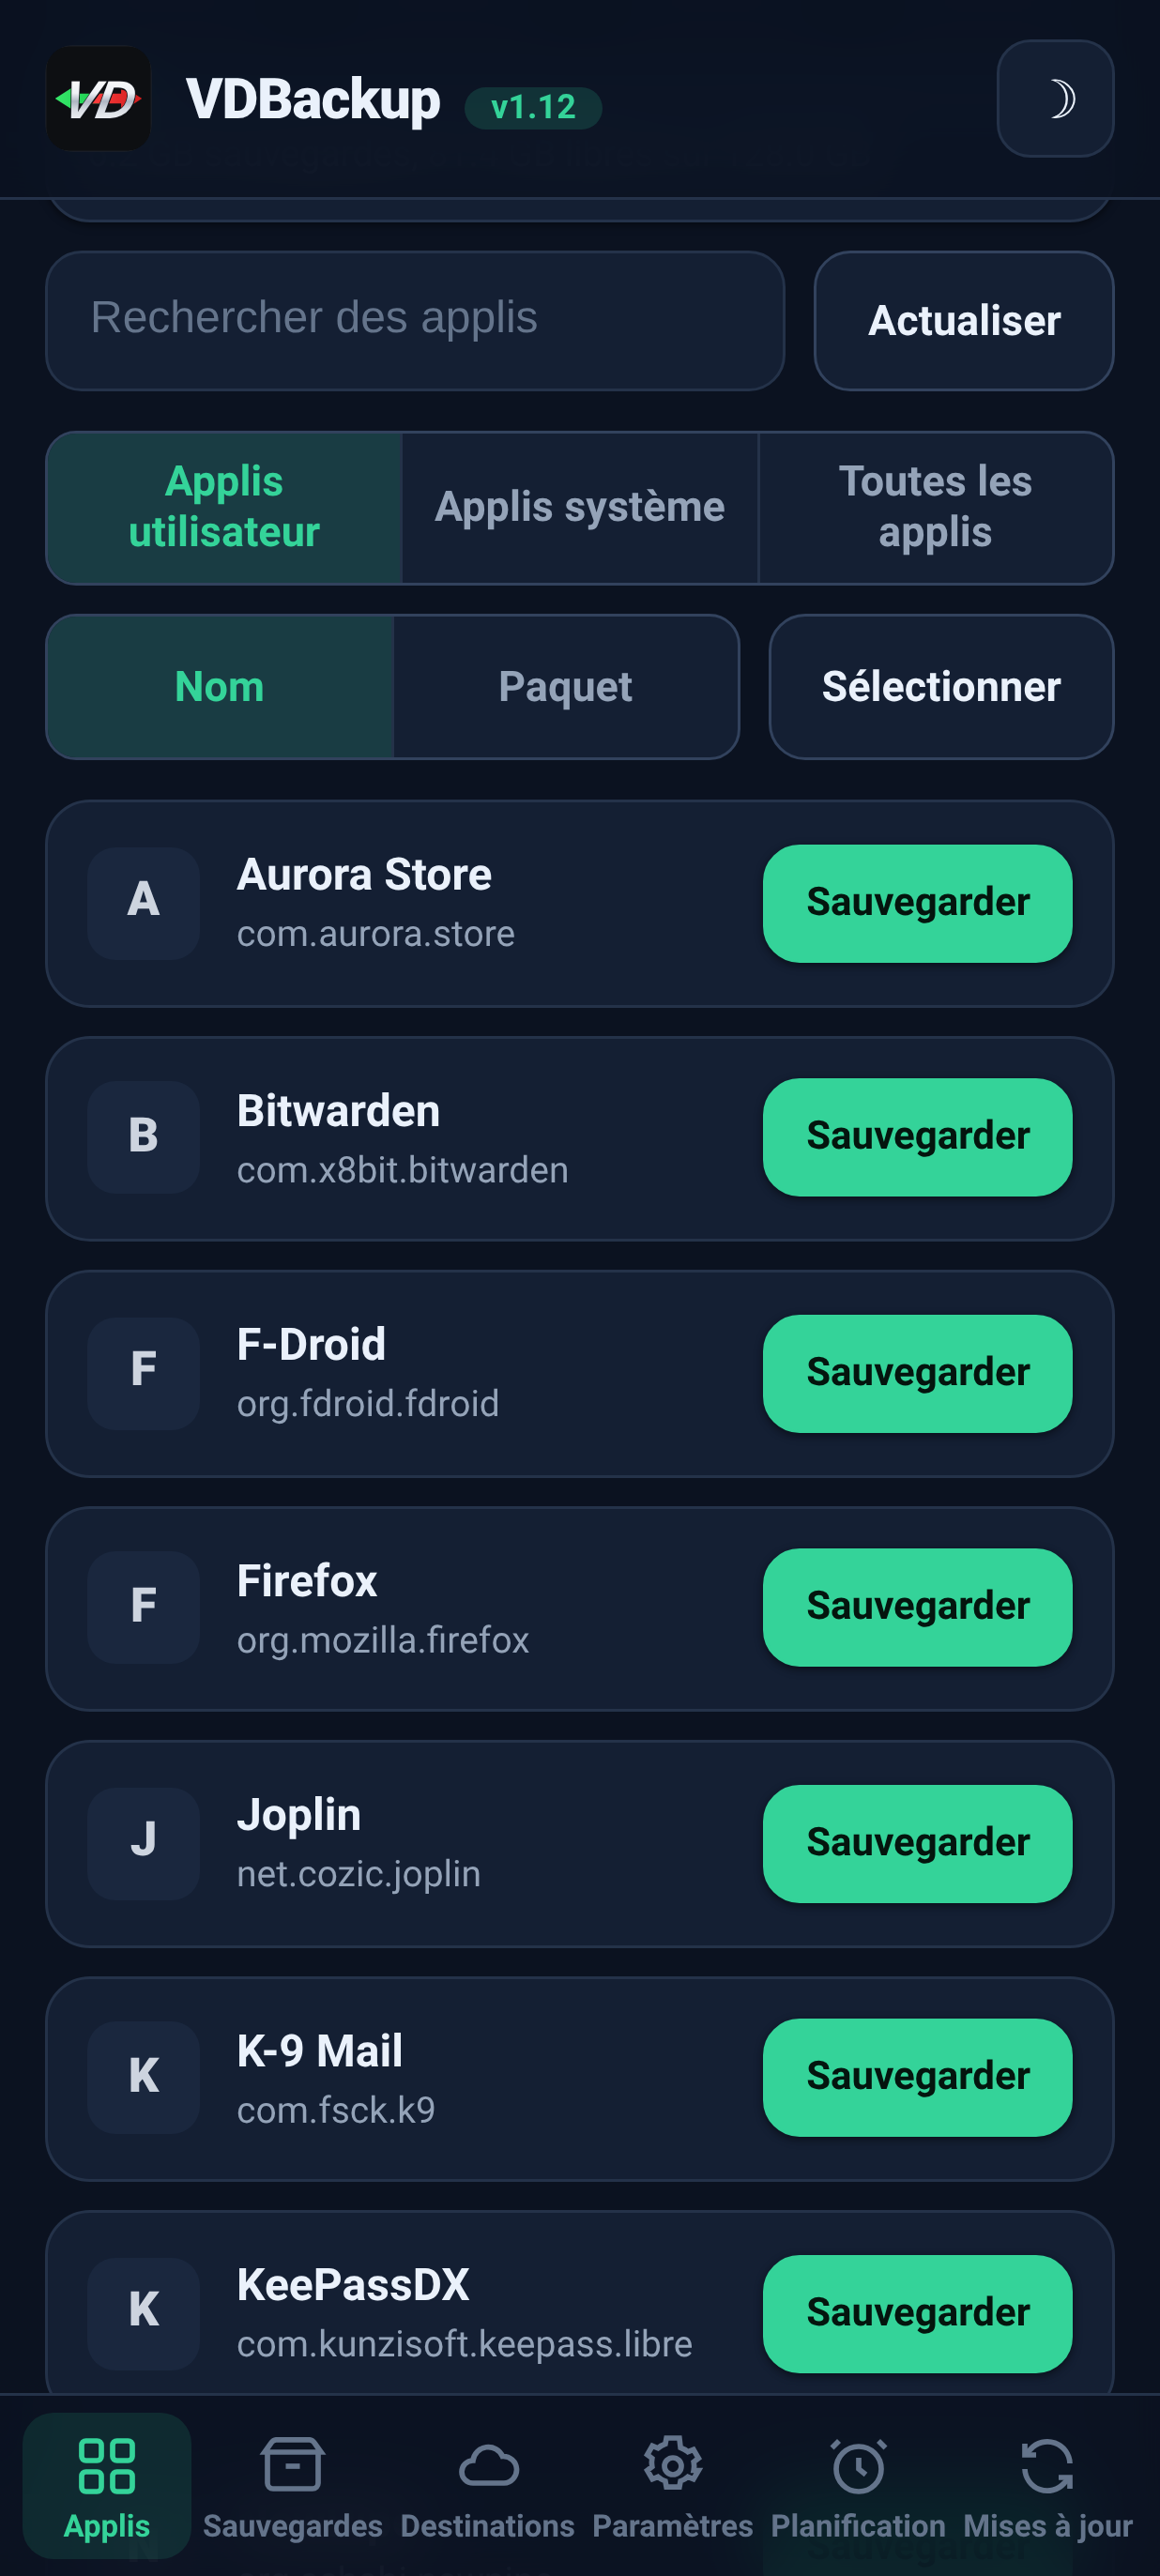 VD
VDBackup
v1.12
Rechercher des applis
Actualiser
Applis
utilisateur
Applis système
Toutes les
applis
Nom
Paquet
Sélectionner
A
Aurora Store
com.aurora.store
Sauvegarder
B
Bitwarden
com.x8bit.bitwarden
Sauvegarder
F
F-Droid
org.fdroid.fdroid
Sauvegarder
F
Firefox
org.mozilla.firefox
Sauvegarder
J
Joplin
net.cozic.joplin
Sauvegarder
K
K-9 Mail
com.fsck.k9
Sauvegarder
K
KeePassDX
com.kunzisoft.keepass.libre
Sauvegarder
Applis
Sauvegardes
Destinations
Paramètres
Planification
Mises à jour